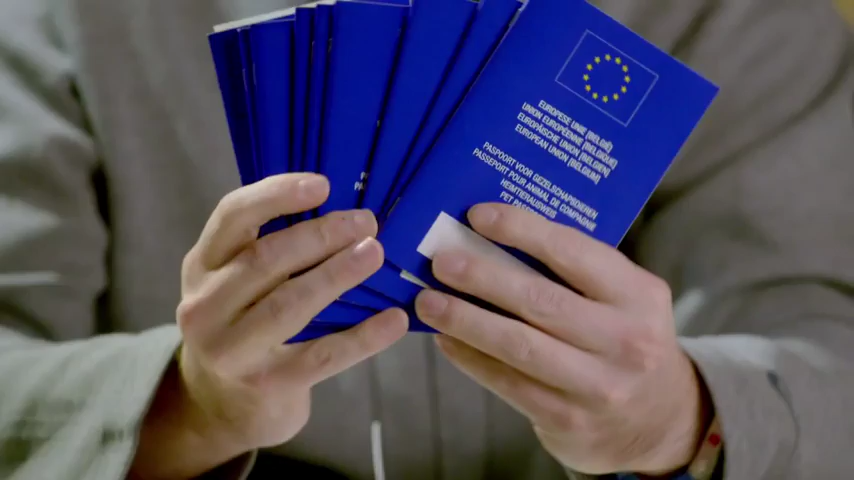 EUROPESE UNIE [BELGIË]
UNION EUROPÉENNE [BELGIQUE]
EUROPÄISCHE UNION [BELGIEN]
EUROPEAN UNION [BELGIUM]
PASPOORT VOOR GEZELSCHAPSDIEREN
PASSEPORT POUR ANIMAL DE COMPAGNIE
HEIMTIERAUSWEIS
PET